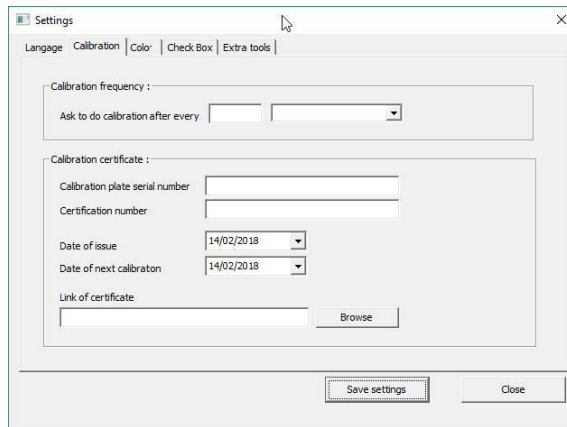 Settings
Langage Calibration Color Check Box Extra tools
Calibration frequency :
Ask to do calibration after every
Calibration certificate :
Calibration plate serial number
Certification number
Date of issue 14/02/2018
Date of next calibraton 14/02/2018
Link of certificate
Browse
Save settings Close